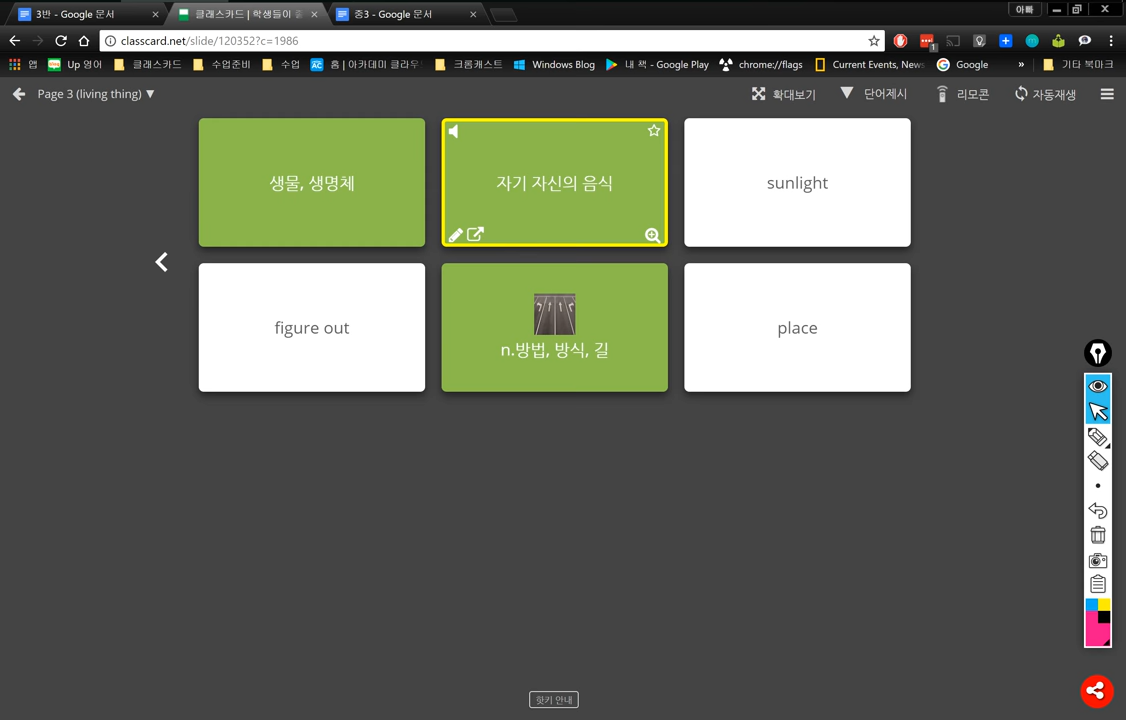 3반 - Google 문서
클래스카드 | 학생들이 좋
중3 - Google 문서
아빠
classcard.net/slide/120352?c=1986
1
앱
Up 영어
클래스카드
수업준비
수업
홈 | 아카데미 클라우
크롬캐스트
Windows Blog
내 책 - Google Play
chrome://flags
Current Events, News
Google
»
기타 북마크
Page 3 (living thing) ▼
확대보기
▼ 단어제시
리모콘
자동재생
생물, 생명체
자기 자신의 음식
sunlight
figure out
n.방법, 방식, 길
place
핫키 안내